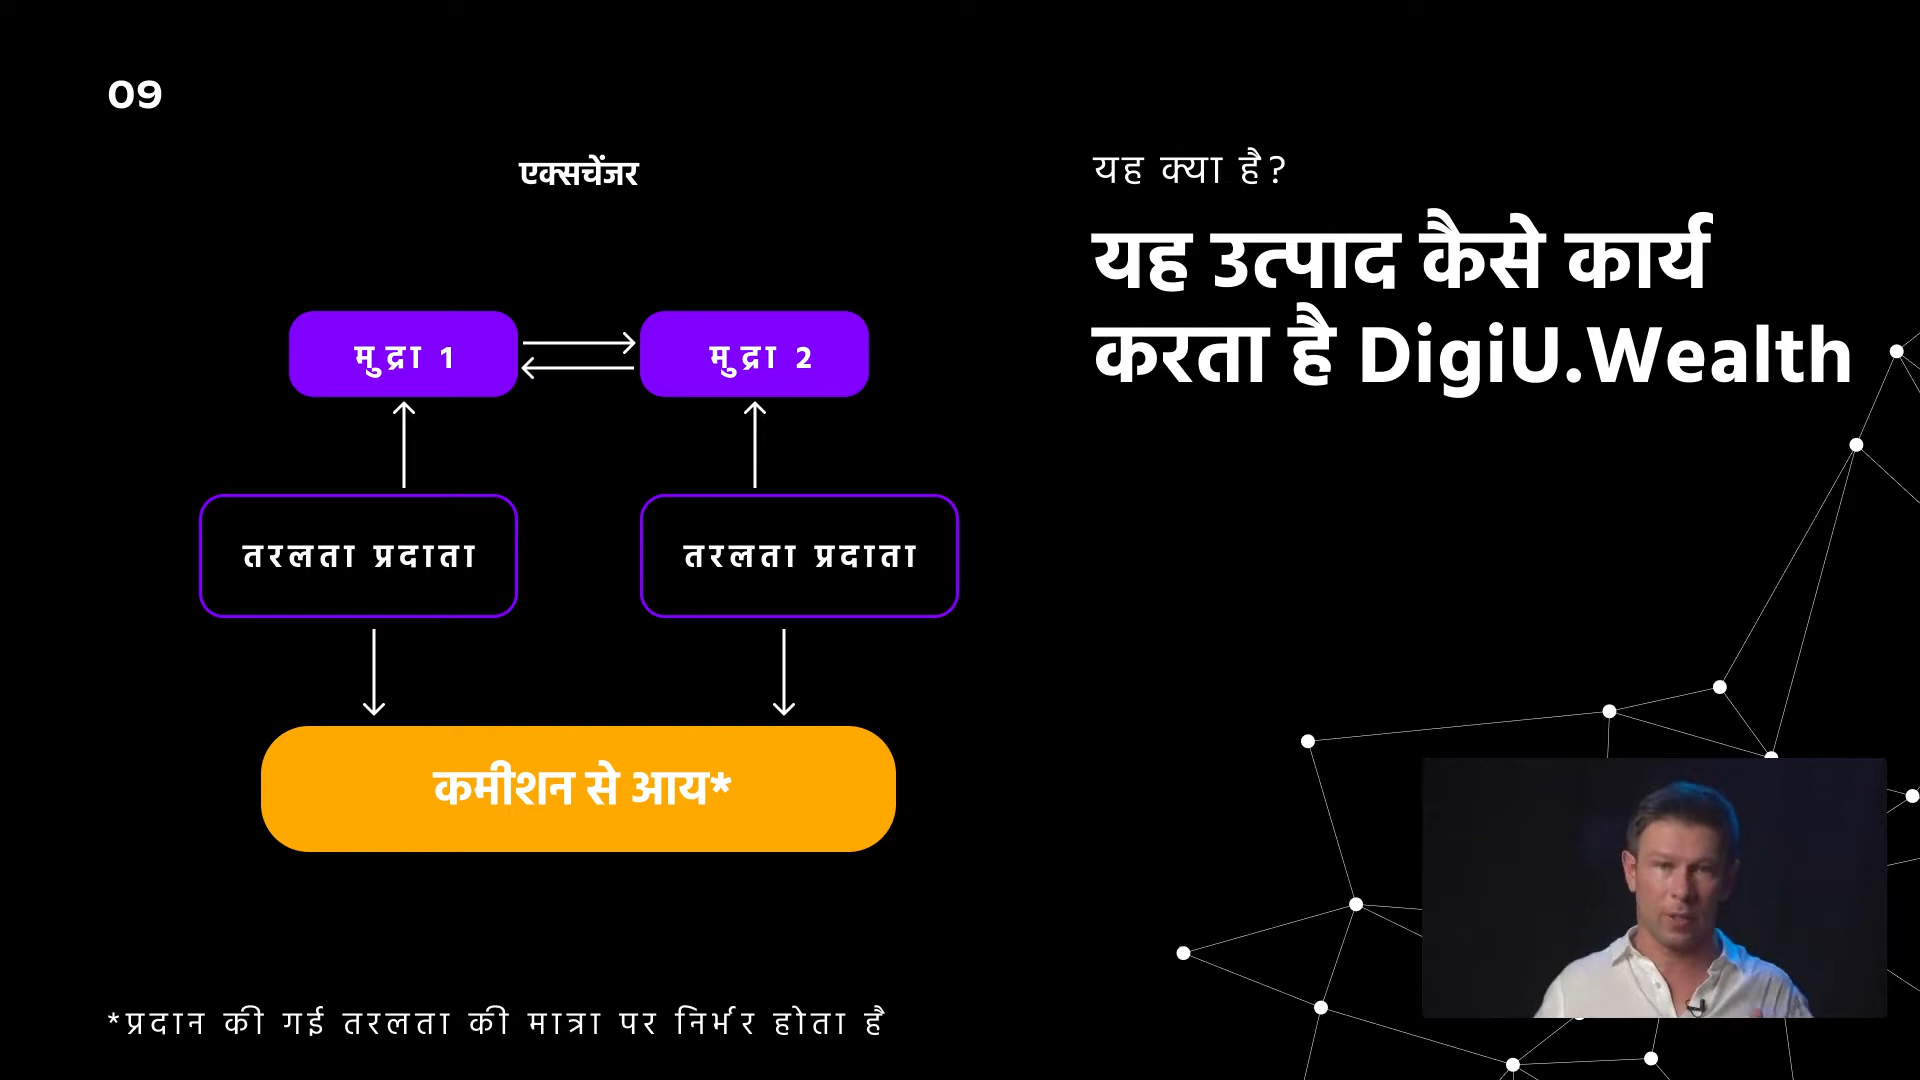 09
एक्सचेंजर
मुद्रा 1
मुद्रा 2
तरलता प्रदाता
तरलता प्रदाता
कमीशन से आय*
*प्रदान की गई तरलता की मात्रा पर निर्भर होता है
यह क्या है?
यह उत्पाद कैसे कार्य
करता है DigiU.Wealth